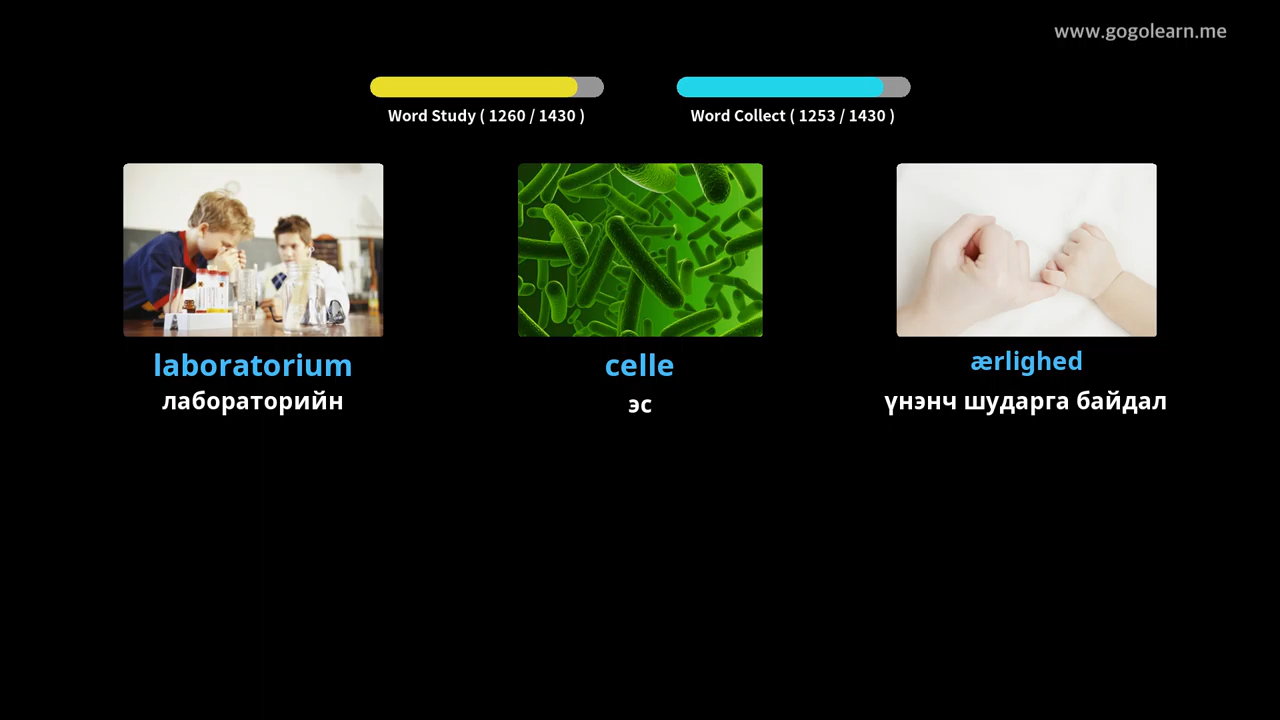 www.gogolearn.me
Word Study ( 1260 / 1430 )
Word Collect ( 1253 / 1430 )
laboratorium
лабораторийн
celle
эс
ærlighed
үнэнч шударга байдал